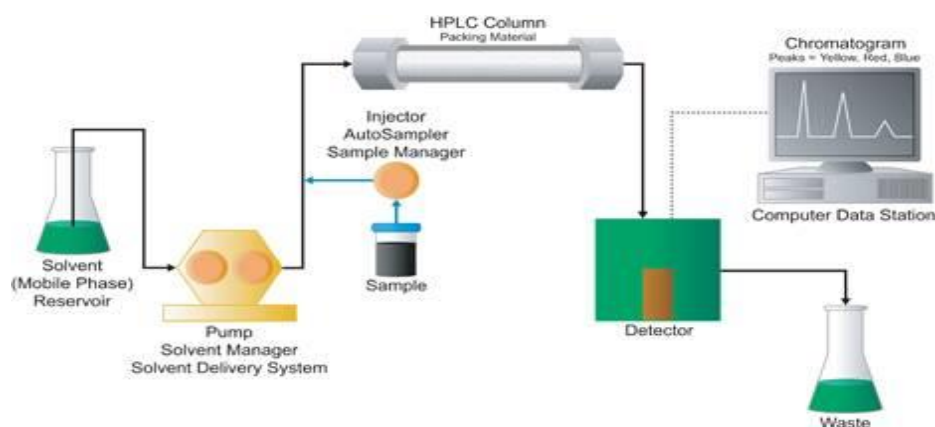 HPLC Column
Packing Material
Chromatogram
Peaks = Yellow, Red, Blue
Injector
AutoSampler
Sample Manager
Computer Data Station
Solvent
(Mobile Phase)
Reservoir
Sample
Pump
Solvent Manager
Solvent Delivery System
Detector
Waste